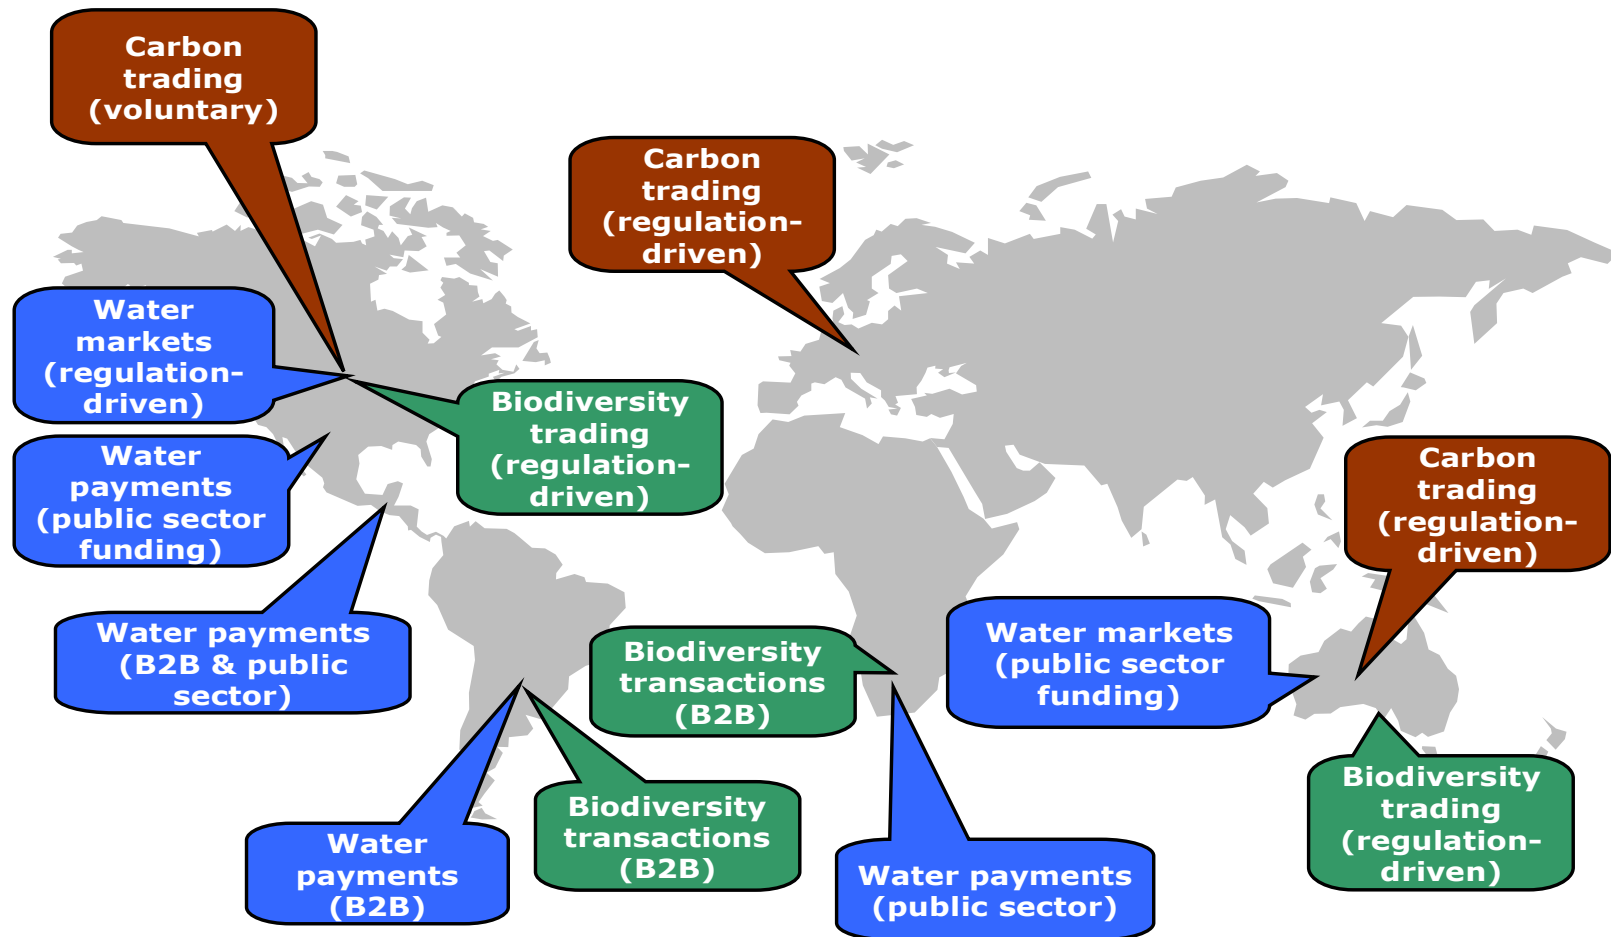 Carbon
trading
(voluntary)
Carbon
trading
(regulation-
driven)
Water
markets
(regulation-
driven)
Biodiversity
trading
(regulation-
driven)
Water
payments
(public sector
funding)
Carbon
trading
(regulation-
driven)
Water payments
(B2B & public
sector)
Biodiversity
transactions
(B2B)
Water markets
(public sector
funding)
Water
payments
(B2B)
Biodiversity
transactions
(B2B)
Water payments
(public sector)
Biodiversity
trading
(regulation-
driven)